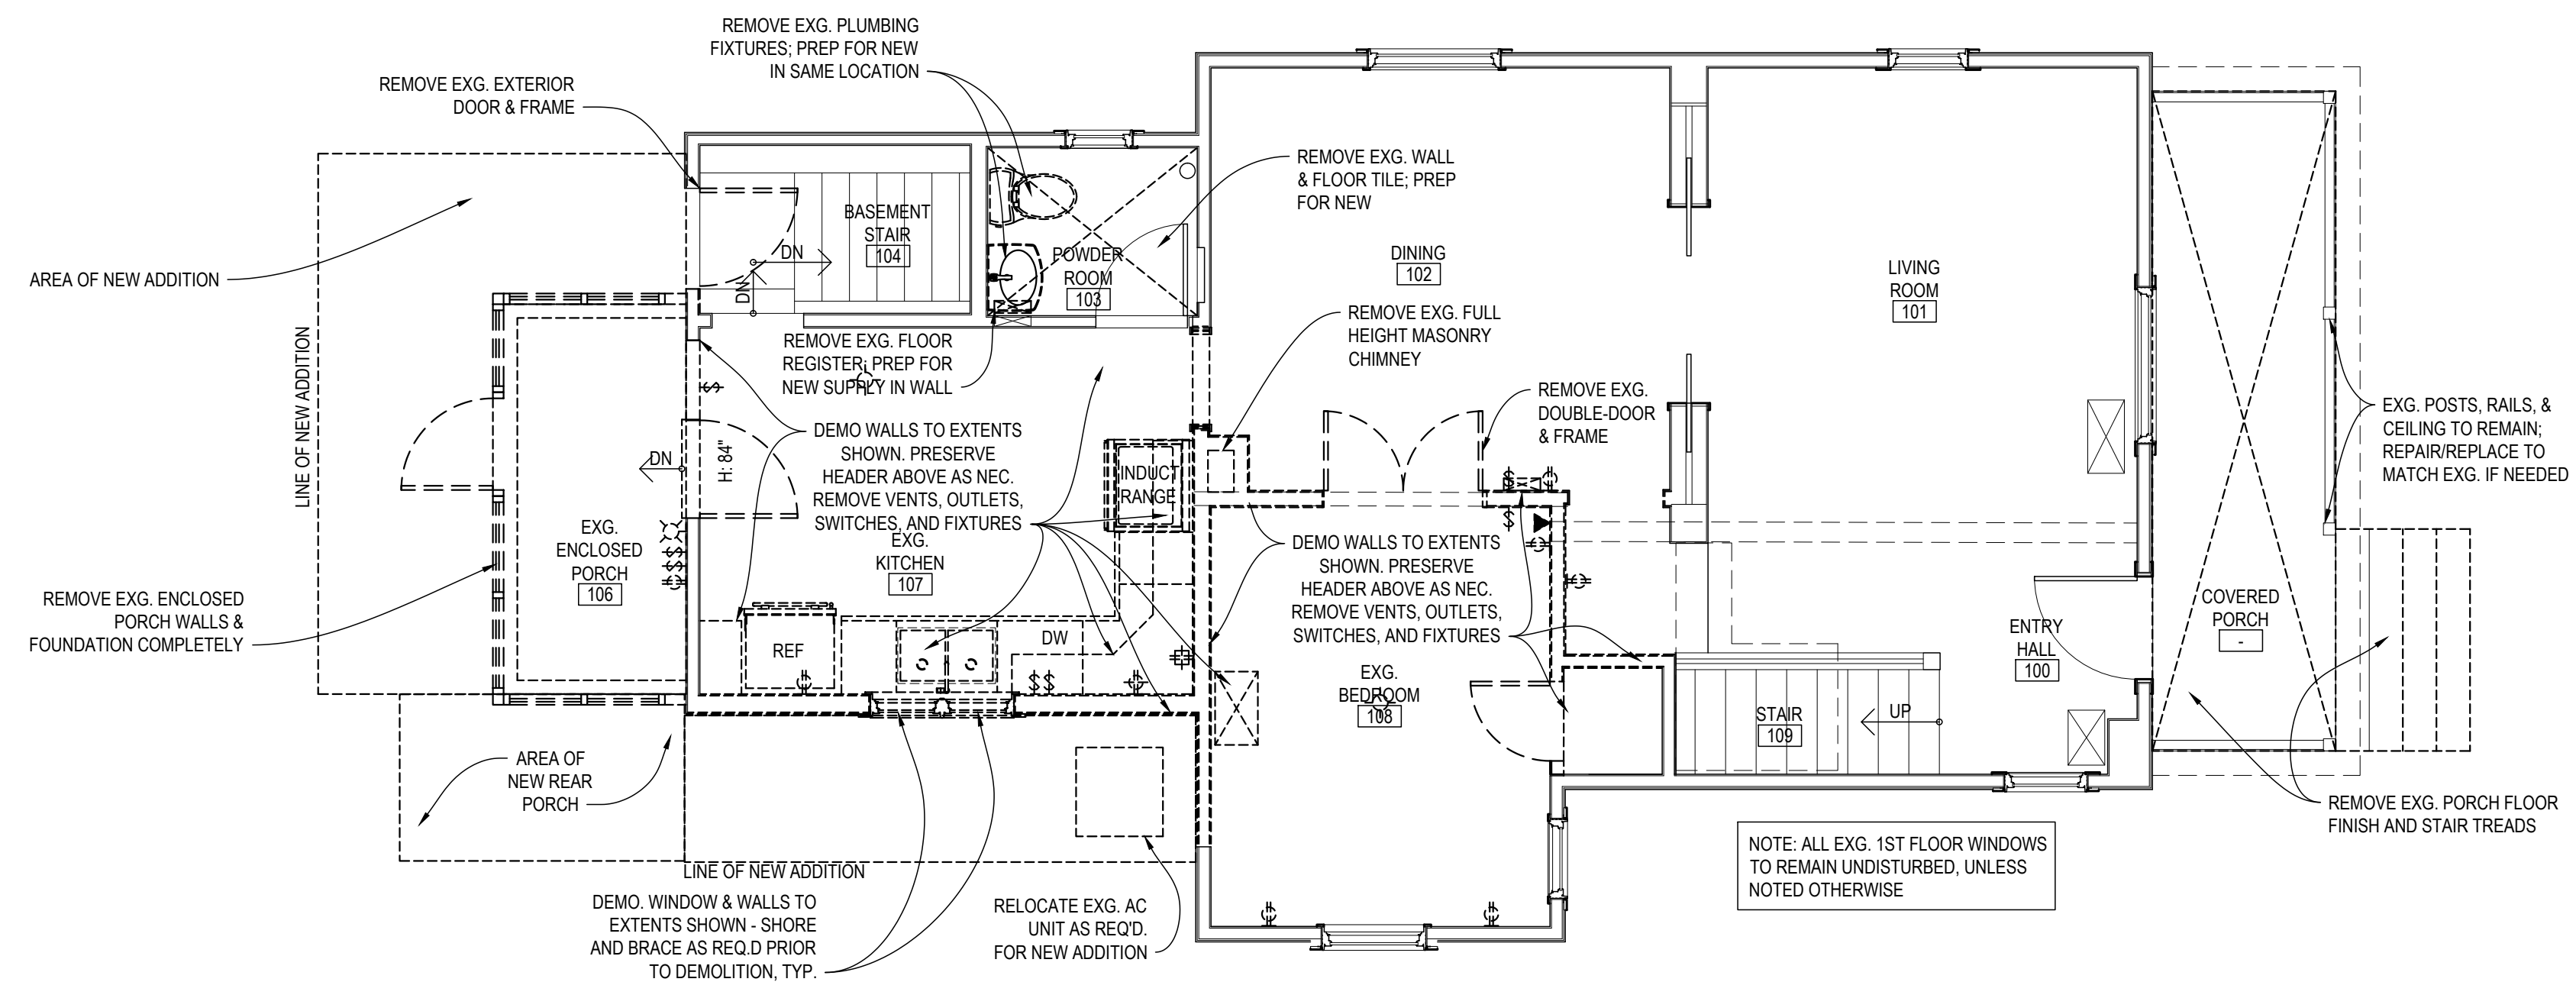 REMOVE EXG. PLUMBING
FIXTURES; PREP FOR NEW
IN SAME LOCATION
REMOVE EXG. EXTERIOR
DOOR & FRAME
AREA OF NEW ADDITION
LINE OF NEW ADDITION
REMOVE EXG. ENCLOSED
PORCH WALLS &
FOUNDATION COMPLETELY
EXG.
ENCLOSED
PORCH
106
DN
H: 84"
BASEMENT
STAIR
104
DN
DN
POWDER
ROOM
103
REMOVE EXG. WALL
& FLOOR TILE; PREP
FOR NEW
REMOVE EXG. FLOOR
REGISTER; PREP FOR
NEW SUPPLY IN WALL
DEMO WALLS TO EXTENTS
SHOWN. PRESERVE
HEADER ABOVE AS NEC.
REMOVE VENTS, OUTLETS,
SWITCHES, AND FIXTURES
EXG.
KITCHEN
107
INDUCT
RANGE
REF
DW
DINING
102
REMOVE EXG. FULL
HEIGHT MASONRY
CHIMNEY
REMOVE EXG.
DOUBLE-DOOR
& FRAME
LIVING
ROOM
101
DEMO WALLS TO EXTENTS
SHOWN. PRESERVE
HEADER ABOVE AS NEC.
REMOVE VENTS, OUTLETS,
SWITCHES, AND FIXTURES
EXG.
BEDROOM
108
STAIR
109
UP
ENTRY
HALL
100
COVERED
PORCH
-
EXG. POSTS, RAILS, &
CEILING TO REMAIN;
REPAIR/REPLACE TO
MATCH EXG. IF NEEDED
REMOVE EXG. PORCH FLOOR
FINISH AND STAIR TREADS
AREA OF
NEW REAR
PORCH
LINE OF NEW ADDITION
DEMO. WINDOW & WALLS TO
EXTENTS SHOWN - SHORE
AND BRACE AS REQ.D PRIOR
TO DEMOLITION, TYP.
RELOCATE EXG. AC
UNIT AS REQ'D.
FOR NEW ADDITION
NOTE: ALL EXG. 1ST FLOOR WINDOWS
TO REMAIN UNDISTURBED, UNLESS
NOTED OTHERWISE